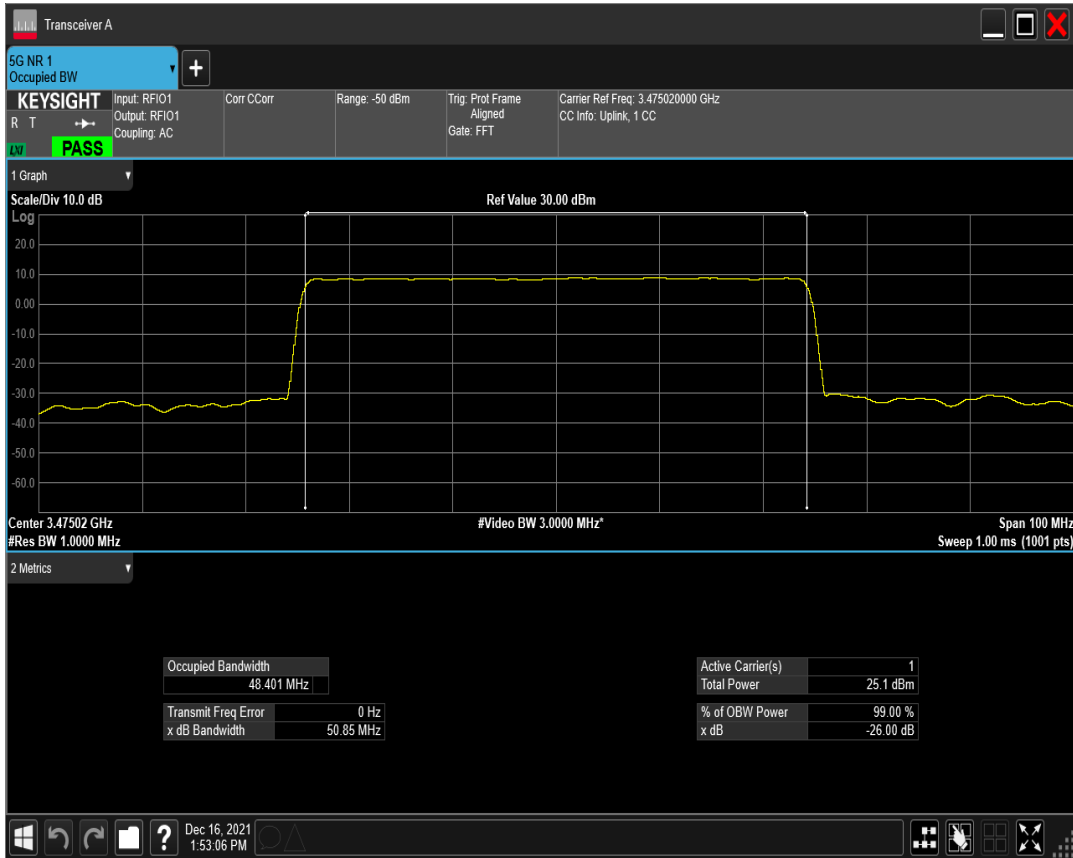 Transceiver A
5G NR 1
Occupied BW
KEYSIGHT
R T
LXI
PASS
Input: RFIO1
Output: RFIO1
Coupling: AC
Corr CCorr
Range: -50 dBm
Trig: Prot Frame
Aligned
Gate: FFT
Carrier Ref Freq: 3.475020000 GHz
CC Info: Uplink, 1 CC
1 Graph
Scale/Div 10.0 dB
Ref Value 30.00 dBm
Log
20.0
10.0
0.00
-10.0
-20.0
-30.0
-40.0
-50.0
-60.0
Center 3.47502 GHz
#Video BW 3.0000 MHz*
Span 100 MHz
#Res BW 1.0000 MHz
Sweep 1.00 ms (1001 pts)
2 Metrics
Occupied Bandwidth
48.401 MHz
Transmit Freq Error 0 Hz
x dB Bandwidth 50.85 MHz
Active Carrier(s) 1
Total Power 25.1 dBm
% of OBW Power 99.00 %
x dB -26.00 dB
?
Dec 16, 2021
1:53:06 PM